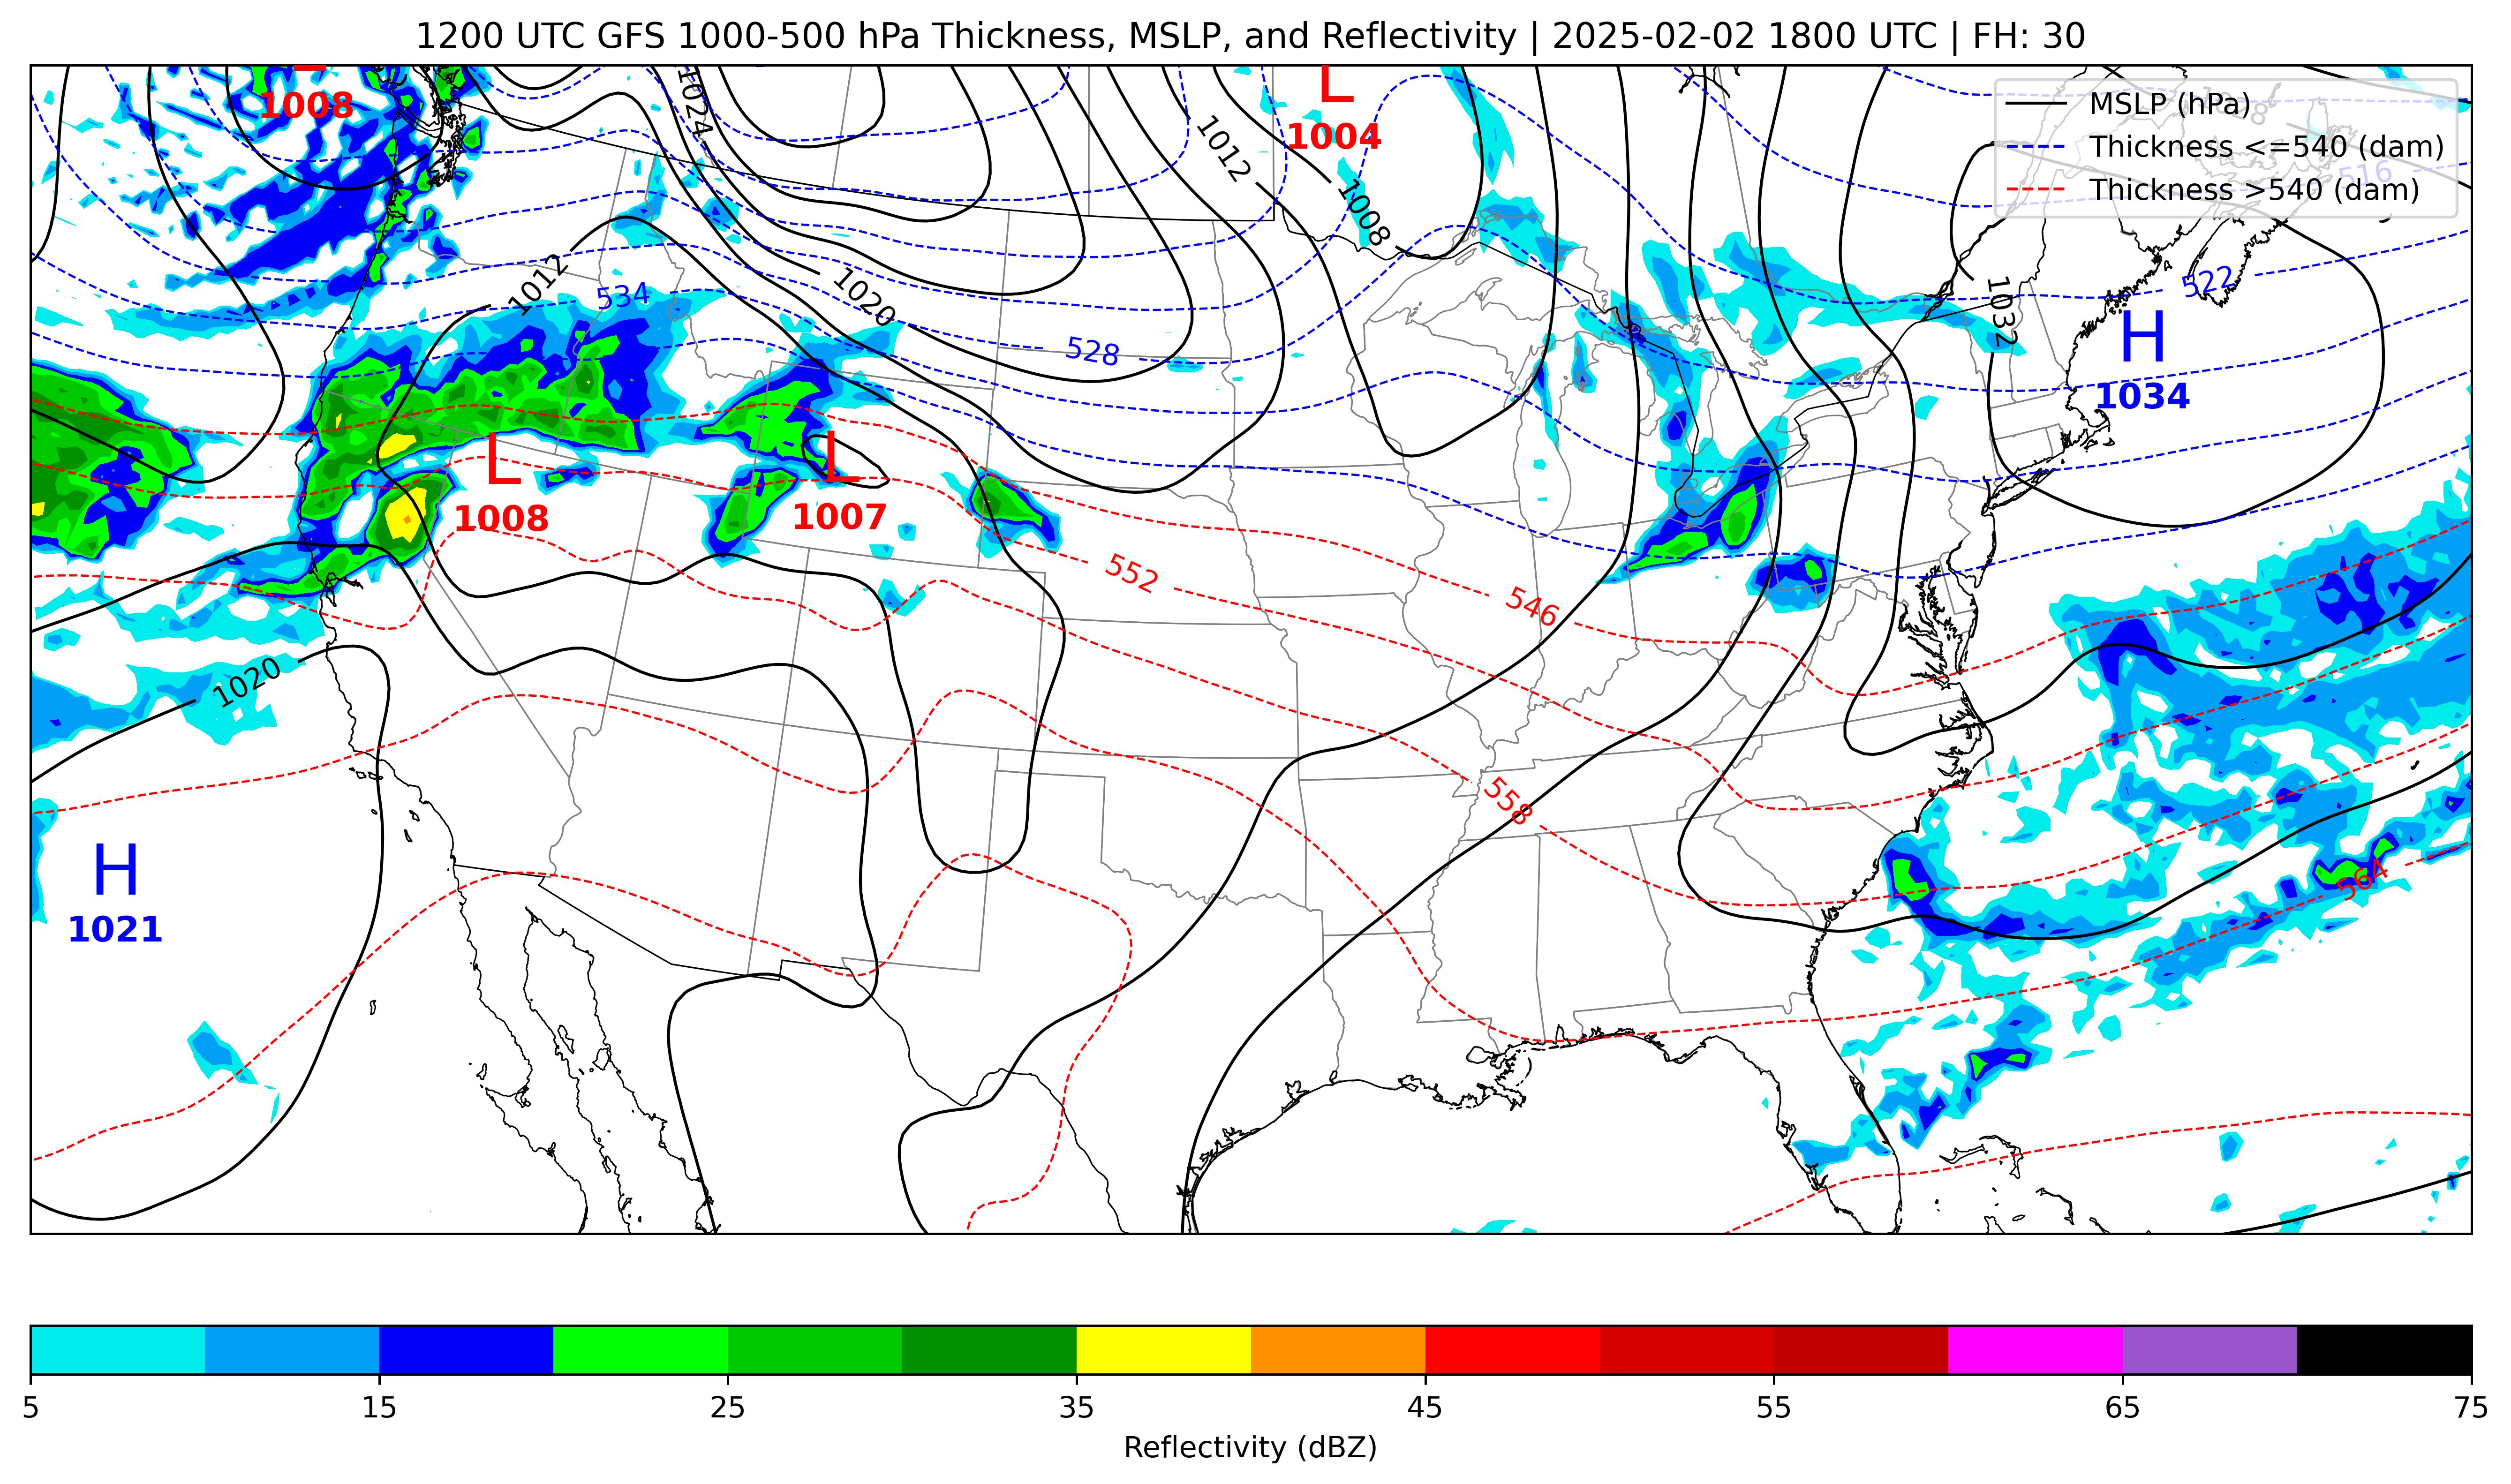 1200 UTC GFS 1000-500 hPa Thickness, MSLP, and Reflectivity | 2025-02-02 1800 UTC | FH: 30
MSLP (hPa)
Thickness <=540 (dam)
Thickness >540 (dam)
L
1008
L
1004
1024
1012
1008
516
1012
534
1020
528
1032
522
H
1034
L
1008
L
1007
552
546
1020
558
564
H
1021
5
15
25
35
45
55
65
75
Reflectivity (dBZ)